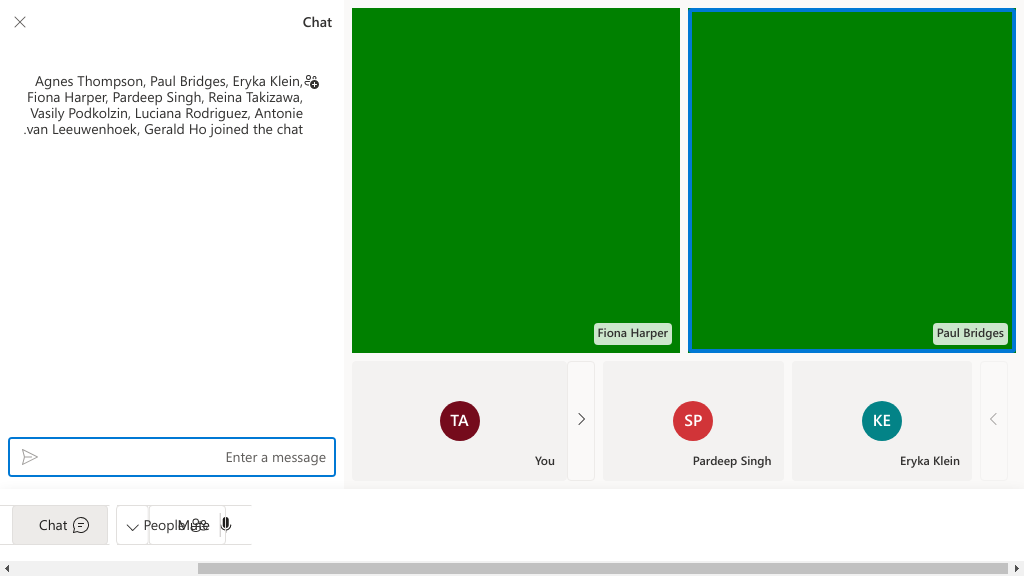 Chat
Agnes Thompson, Paul Bridges, Eryka Klein,
Fiona Harper, Pardeep Singh, Reina Takizawa,
Vasily Podkolzin, Luciana Rodriguez, Antonie
.van Leeuwenhoek, Gerald Ho joined the chat
Enter a message
Fiona Harper
Paul Bridges
TA
You
SP
Pardeep Singh
KE
Eryka Klein
Chat
People
Mute